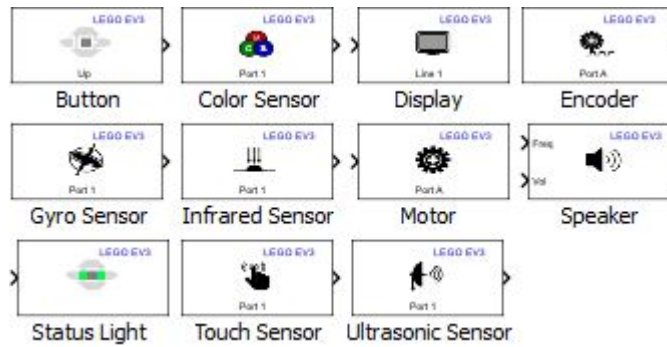 LEGO EV3 LEGO EV3 LEGO EV3 LEGO EV3
Up Port 1 Line 1 Port A
Button Color Sensor Display Encoder
LEGO EV3 LEGO EV3 LEGO EV3 LEGO EV3
Freq
Vol
Port 1 Port 1 Port A
Gyro Sensor Infrared Sensor Motor Speaker
LEGO EV3 LEGO EV3 LEGO EV3
Port 1 Port 1
Status Light Touch Sensor Ultrasonic Sensor